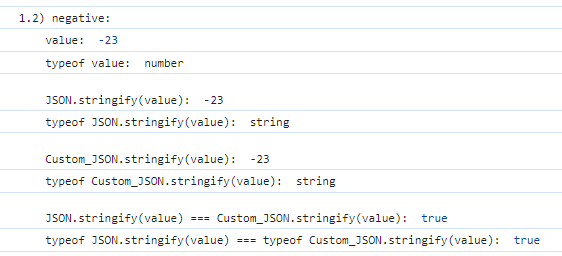 1.2) negative:
value: -23
typeof value: number
JSON.stringify(value): -23
typeof JSON.stringify(value): string
Custom_JSON.stringify(value): -23
typeof Custom_JSON.stringify(value): string
JSON.stringify(value) === Custom_JSON.stringify(value): true
typeof JSON.stringify(value) === typeof Custom_JSON.stringify(value): true